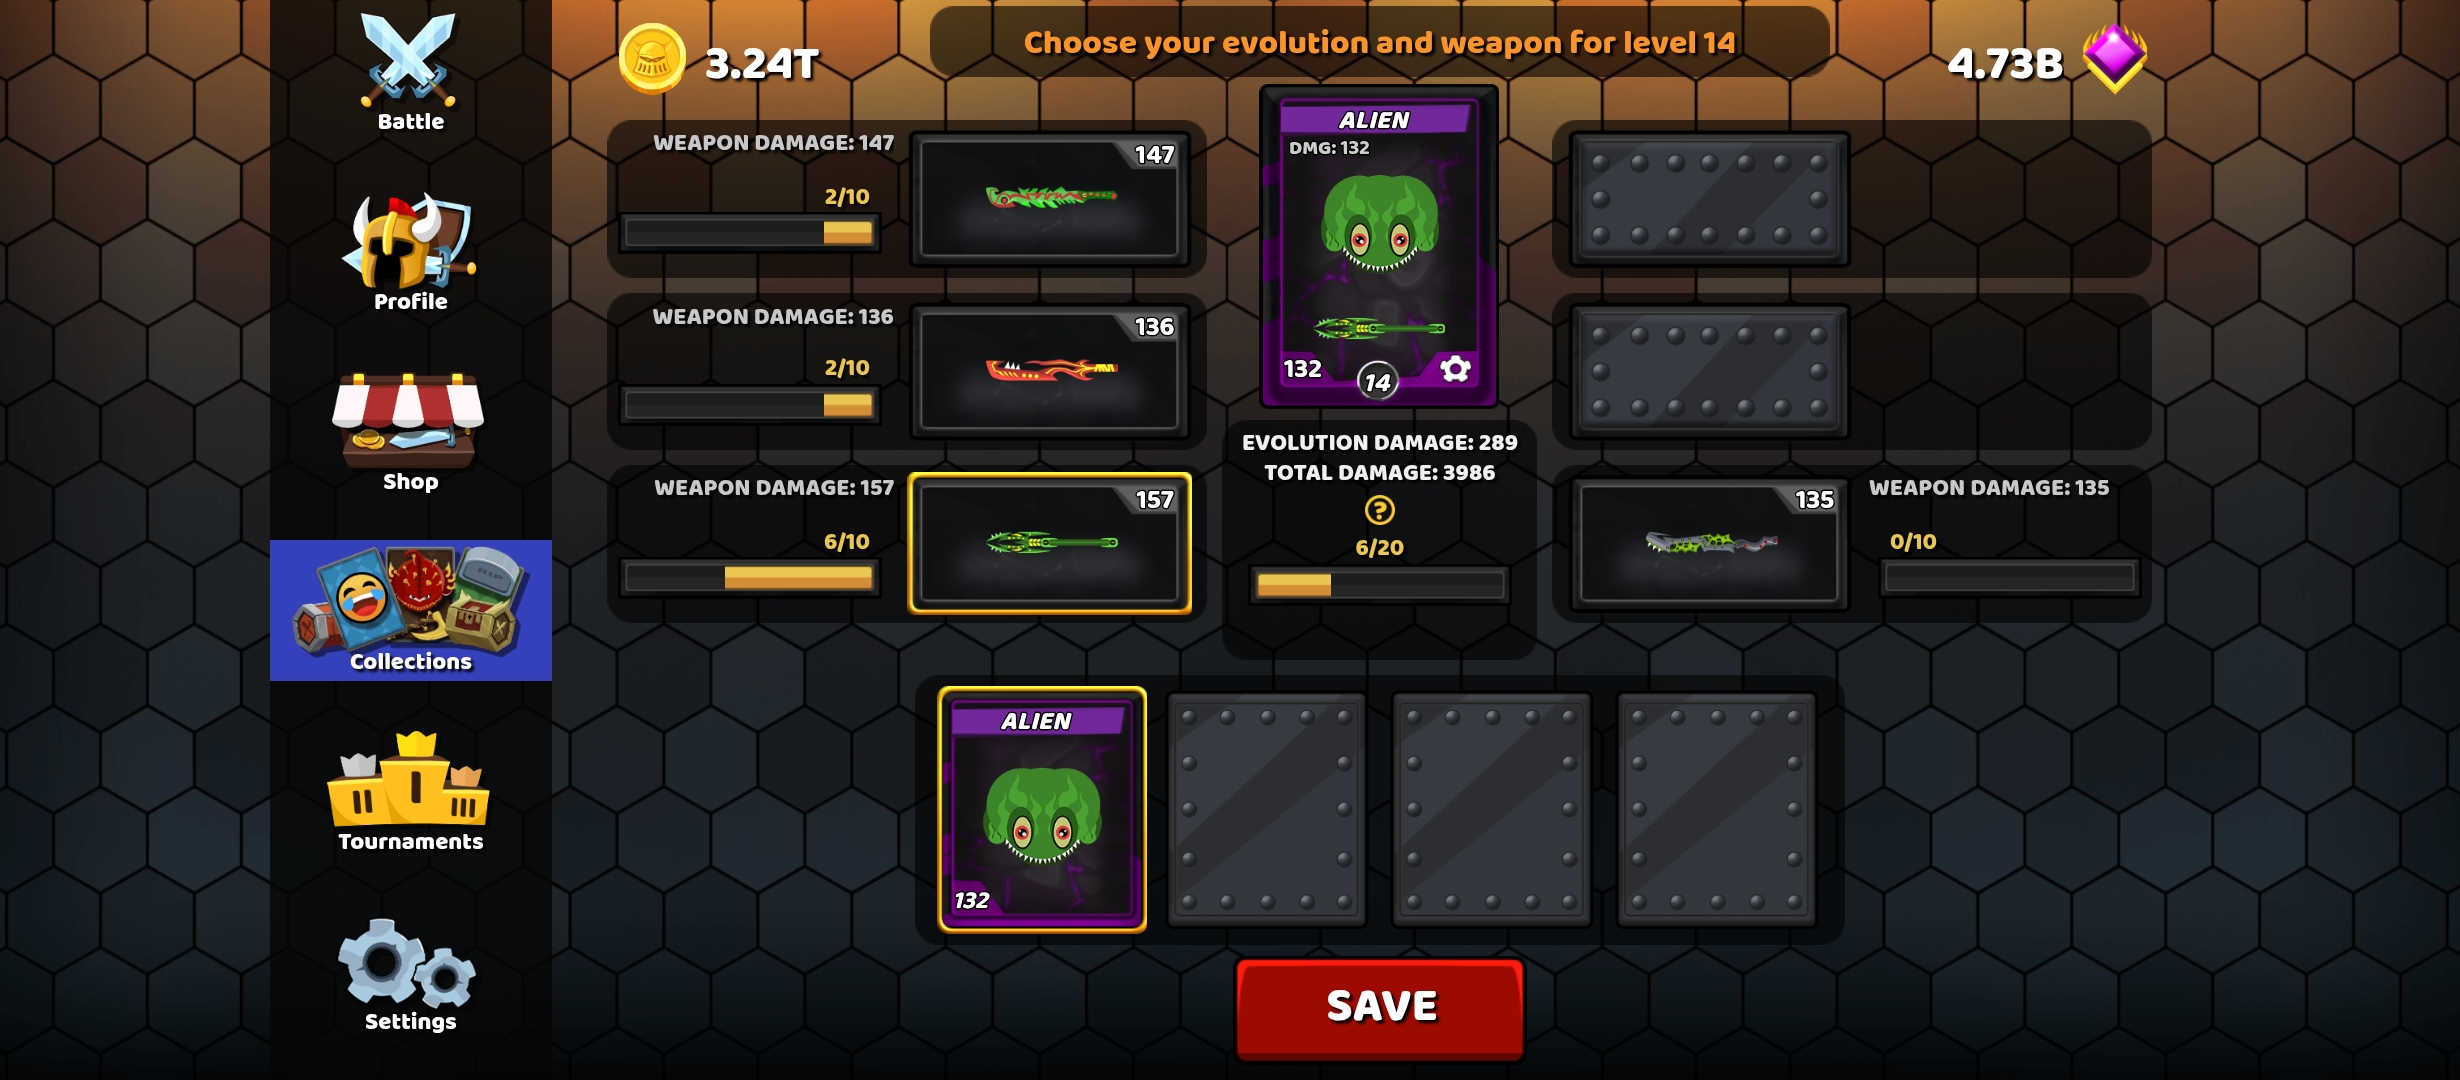 Battle
Profile
Shop
Collections
Tournaments
Settings
3.24T
Choose your evolution and weapon for level 14
4.73B
WEAPON DAMAGE: 147
2/10
147
WEAPON DAMAGE: 136
2/10
136
WEAPON DAMAGE: 157
6/10
157
ALIEN
DMG: 132
132
14
EVOLUTION DAMAGE: 289
TOTAL DAMAGE: 3986
?
6/20
135
WEAPON DAMAGE: 135
0/10
ALIEN
132
SAVE